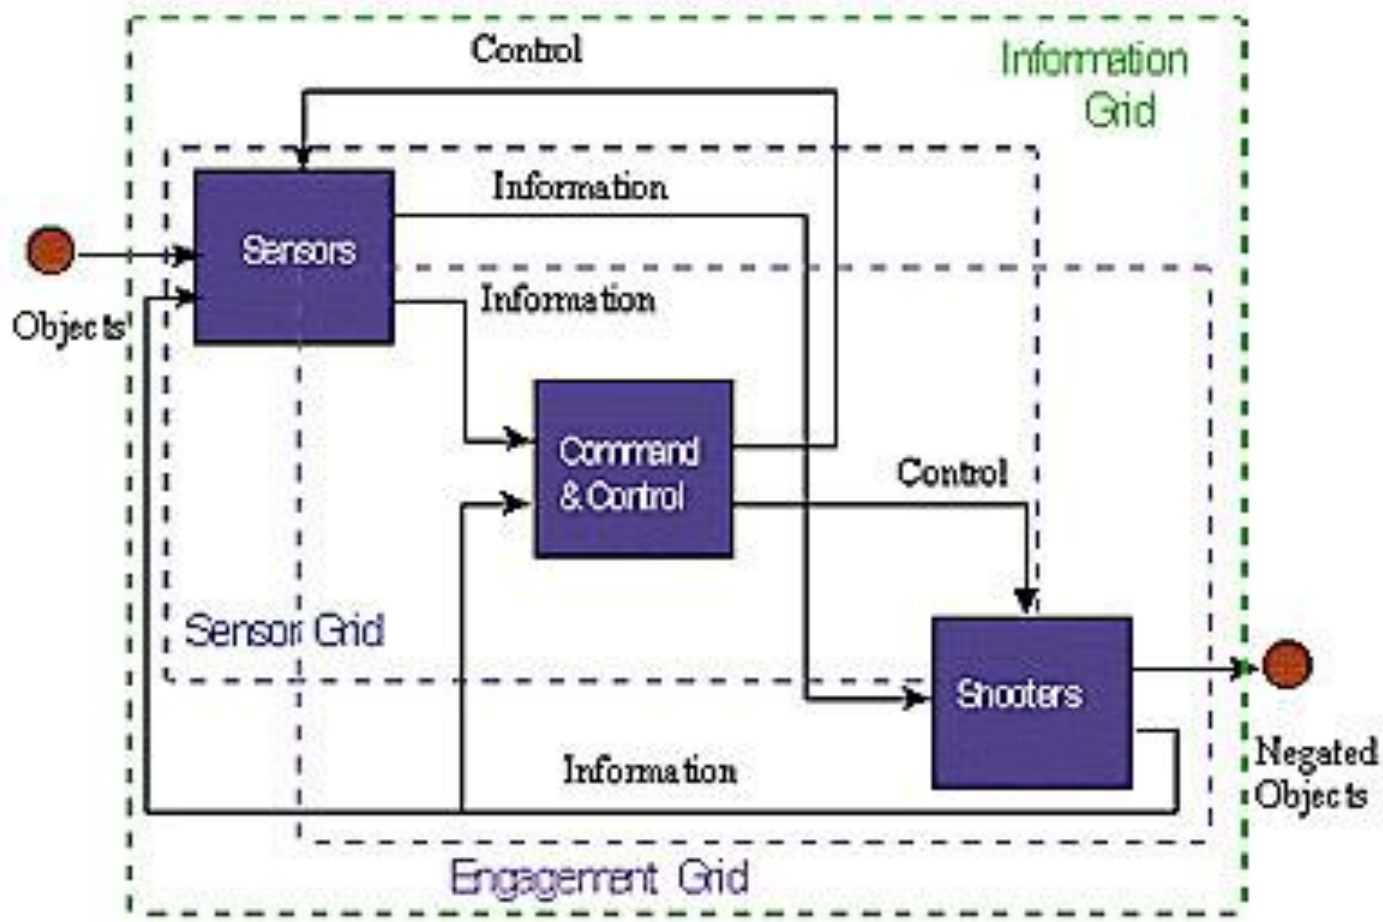 Control
Information
Grid
Information
Sensors
Information
Objects
Command
& Control
Control
Sensor Grid
Shooters
Information
Negated
Objects
Engagement Grid